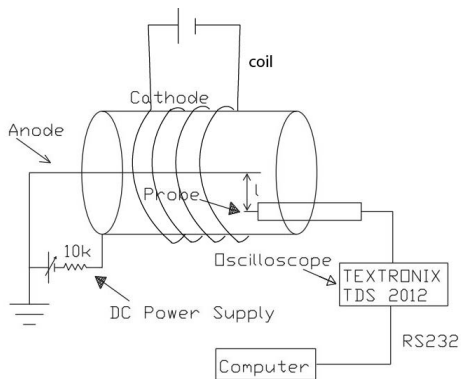 coil
Cathode
Anode
Probe
l
10k
Oscilloscope
DC Power Supply
TEXTRONIX
TDS 2012
RS232
Computer